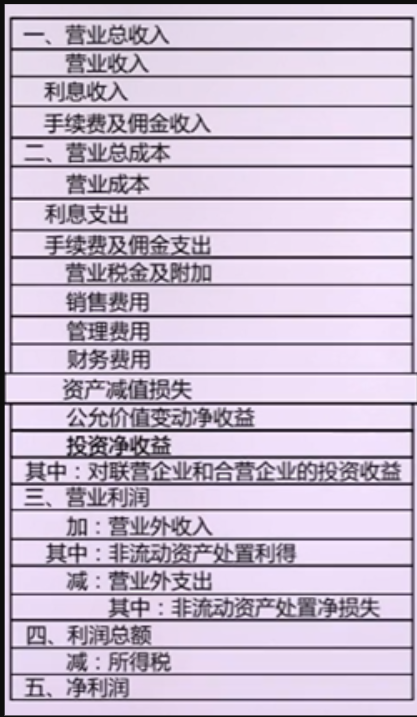 一、营业总收入
营业收入
利息收入
手续费及佣金收入
二、营业总成本
营业成本
利息支出
手续费及佣金支出
营业税金及附加
销售费用
管理费用
财务费用
资产减值损失
公允价值变动净收益
投资净收益
其中：对联营企业和合营企业的投资收益
三、营业利润
加：营业外收入
其中：非流动资产处置利得
减：营业外支出
其中：非流动资产处置净损失
四、利润总额
减：所得税
五、净利润